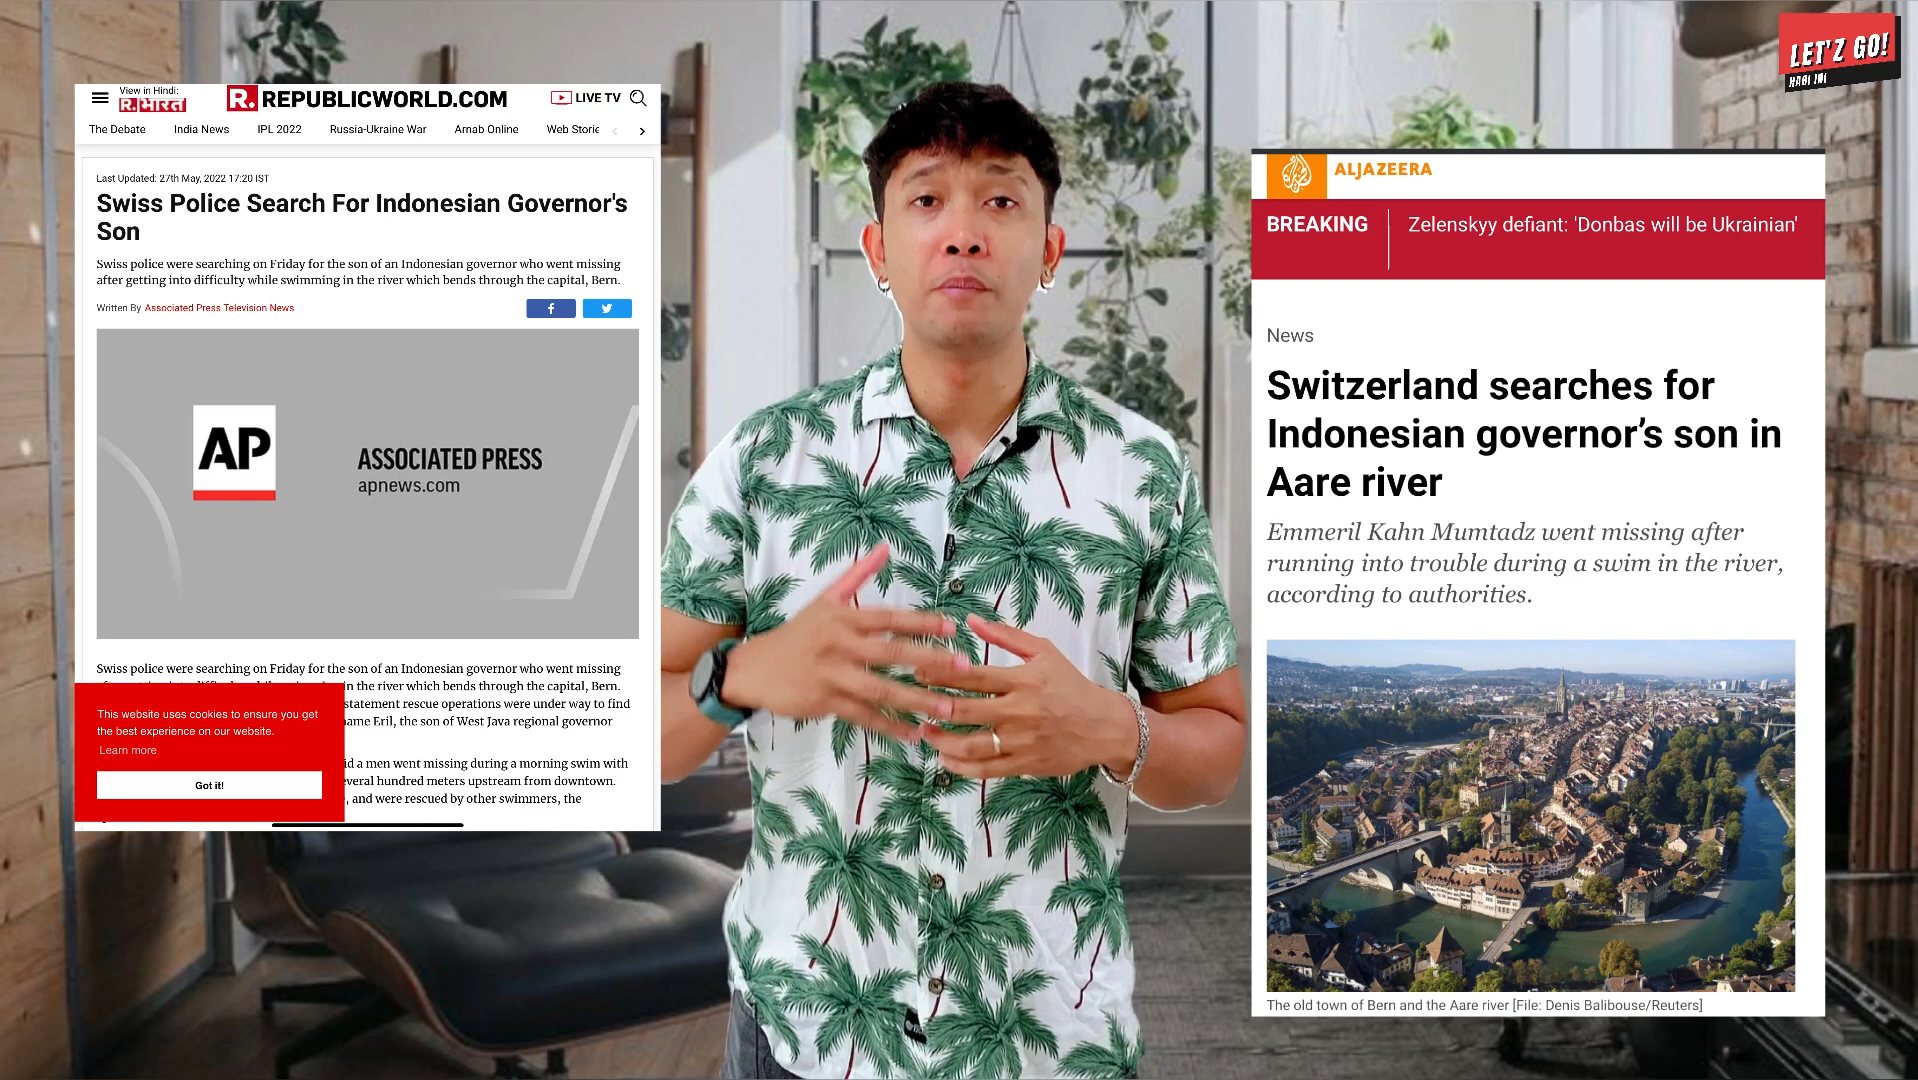 View in Hindi:
R.भारत
R. REPUBLICWORLD.COM
LIVE TV
The Debate India News IPL 2022 Russia-Ukraine War Arnab Online Web Storie
Last Updated: 27th May, 2022 17:20 IST
Swiss Police Search For Indonesian Governor's
Son
Swiss police were searching on Friday for the son of an Indonesian governor who went missing
after getting into difficulty while swimming in the river which bends through the capital, Bern.
Written By Associated Press Television News
AP
ASSOCIATED PRESS
apnews.com
Swiss police were searching on Friday for the son of an Indonesian governor who went missing
in the river which bends through the capital, Bern.
statement rescue operations were under way to find
name Eril, the son of West Java regional governor
id a men went missing during a morning swim with
everal hundred meters upstream from downtown.
, and were rescued by other swimmers, the
This website uses cookies to ensure you get
the best experience on our website.
Learn more
Got it!
LET'Z GO!
HARI INI
ALJAZEERA
BREAKING
Zelenskyy defiant: 'Donbas will be Ukrainian'
News
Switzerland searches for
Indonesian governor’s son in
Aare river
Emmeril Kahn Mumtadz went missing after
running into trouble during a swim in the river,
according to authorities.
The old town of Bern and the Aare river [File: Denis Balibouse/Reuters]